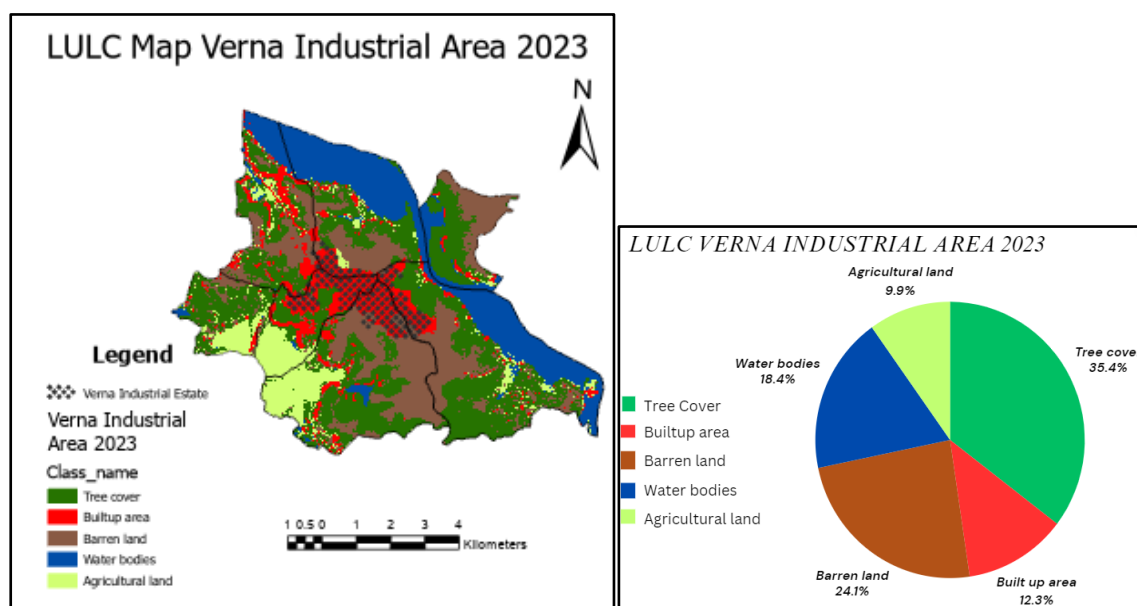 LULC Map Verna Industrial Area 2023
N
Legend
Verna Industrial Estate
Verna Industrial
Area 2023
Class_name
Tree cover
Builtup area
Barren land
Water bodies
Agricultural land
1 0.5 0 1 2 3 4
Kilometers
LULC VERNA INDUSTRIAL AREA 2023
Agricultural land
9.9%
Water bodies
18.4%
Tree cove
35.4%
Tree Cover
Builtup area
Barren land
Water bodies
Agricultural land
Barren land
24.1%
Built up area
12.3%